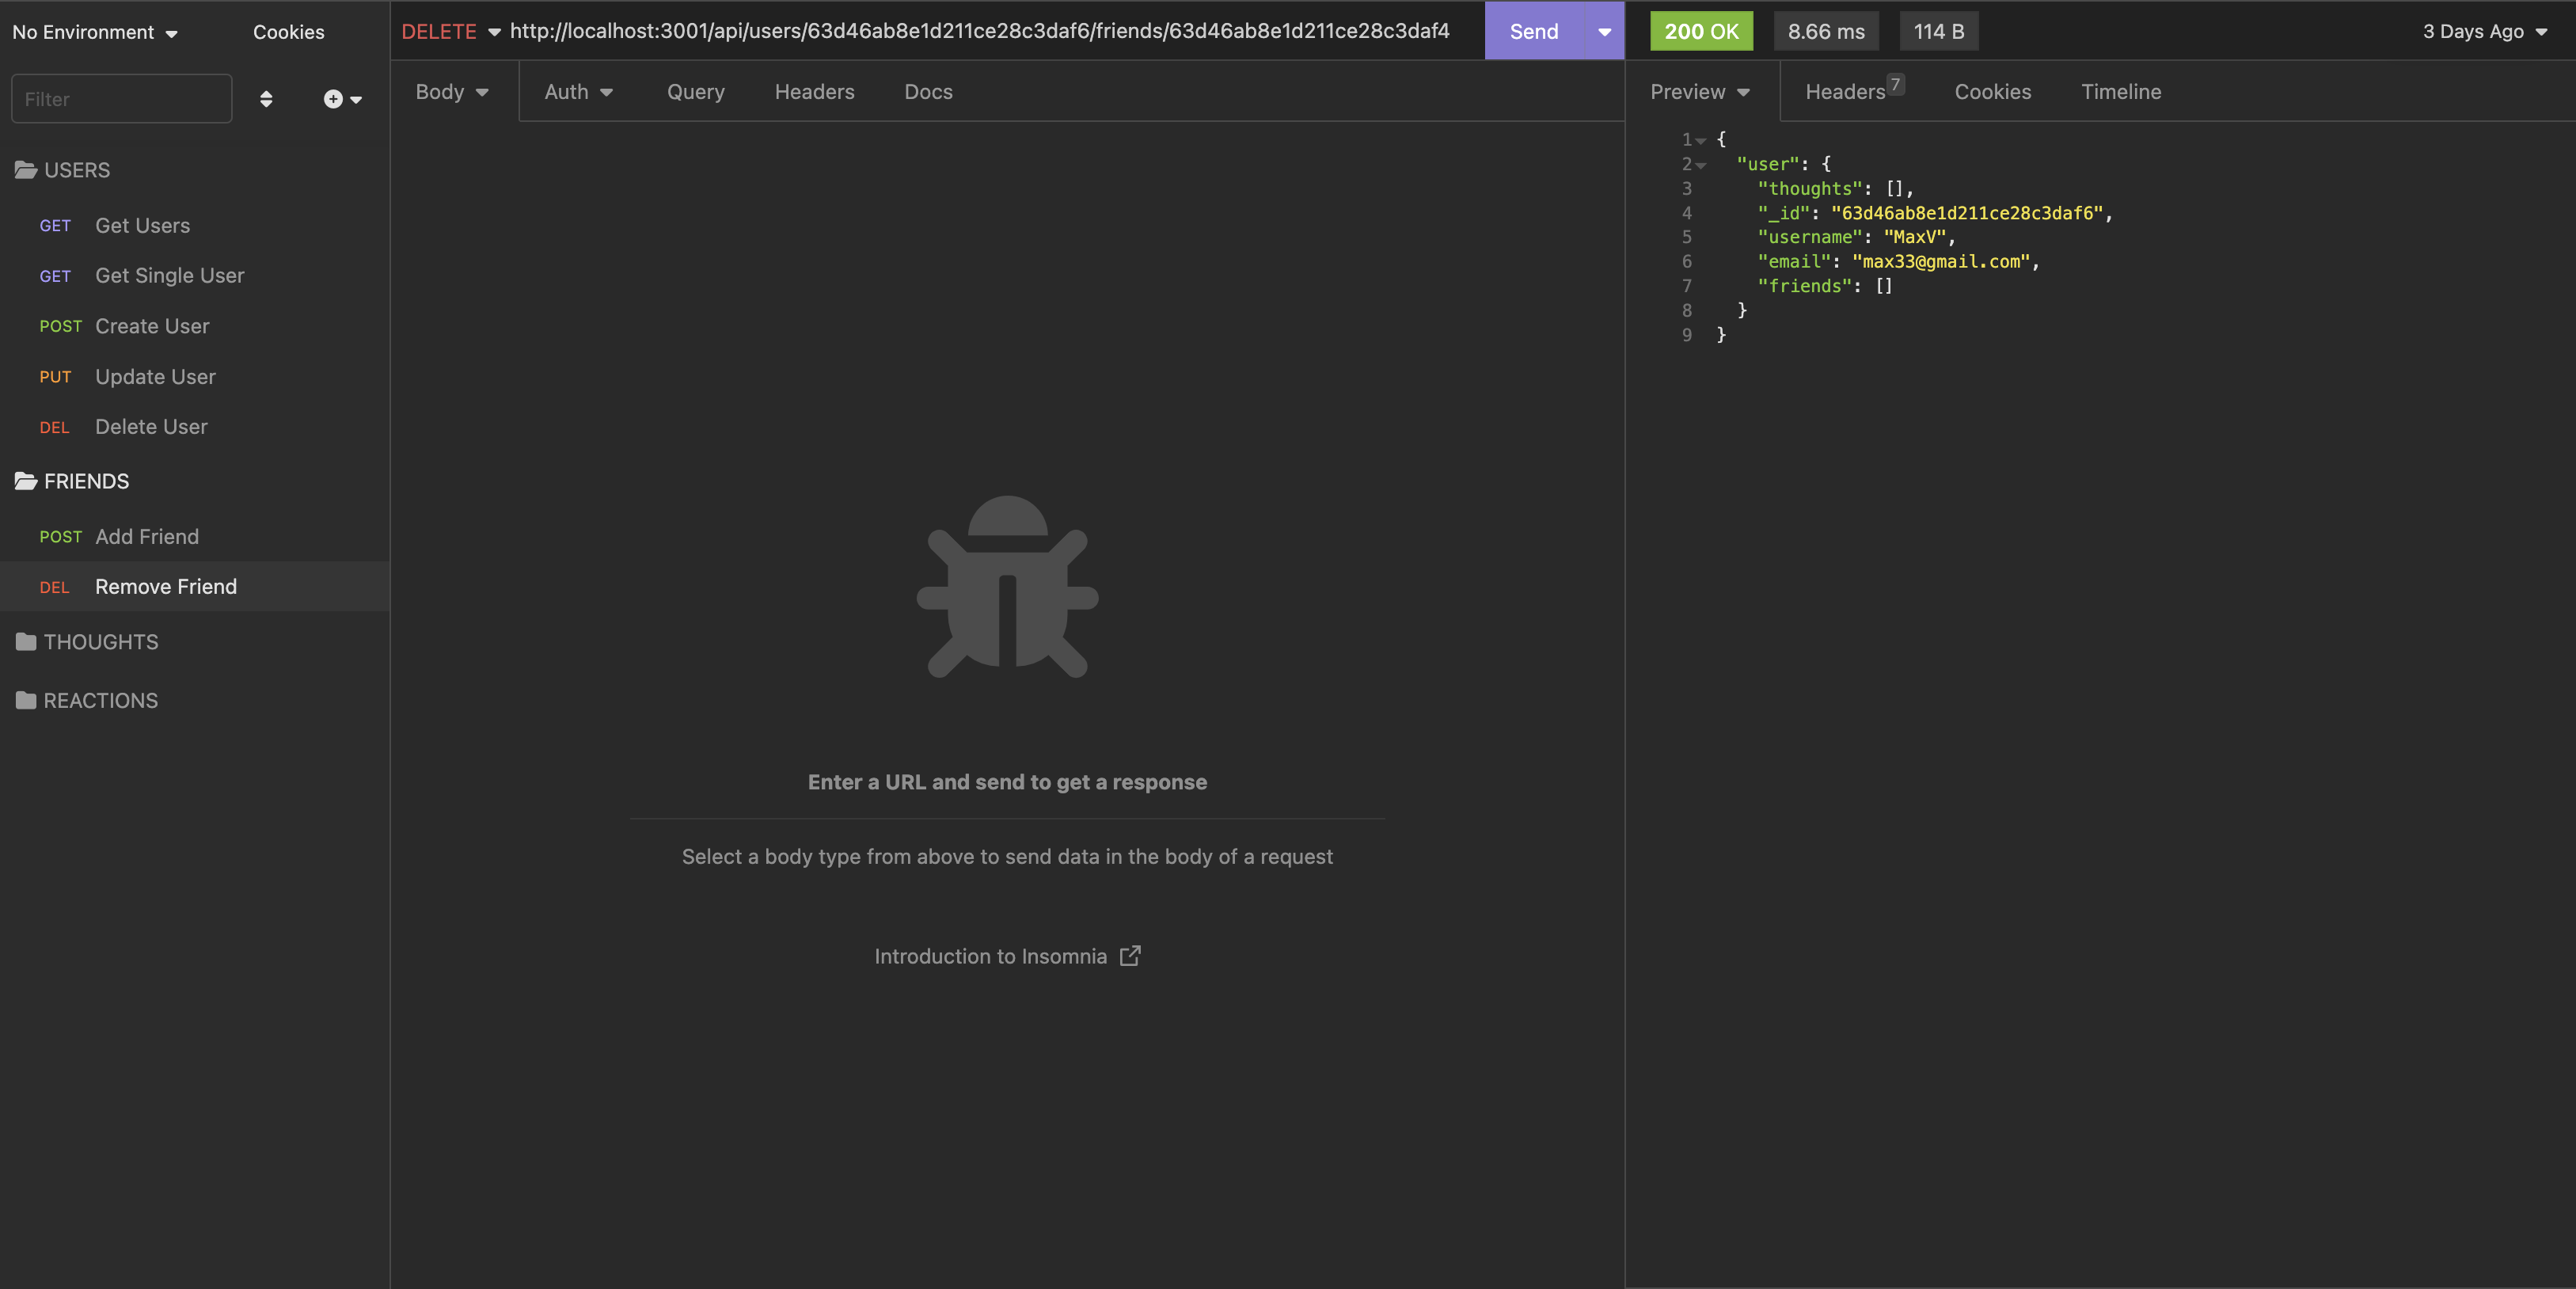 No Environment
Cookies
Filter
USERS
GET Get Users
GET Get Single User
POST Create User
PUT Update User
DEL Delete User
FRIENDS
POST Add Friend
DEL Remove Friend
THOUGHTS
REACTIONS
DELETE http://localhost:3001/api/users/63d46ab8e1d211ce28c3daf6/friends/63d46ab8e1d211ce28c3daf4 Send
Body Auth Query Headers Docs
Enter a URL and send to get a response
Select a body type from above to send data in the body of a request
Introduction to Insomnia
200 OK 8.66 ms 114 B 3 Days Ago
Preview Headers 7 Cookies Timeline
1 {
2 "user": {
3 "thoughts": [],
4 "_id": "63d46ab8e1d211ce28c3daf6",
5 "username": "MaxV",
6 "email": "max33@gmail.com",
7 "friends": []
8 }
9 }